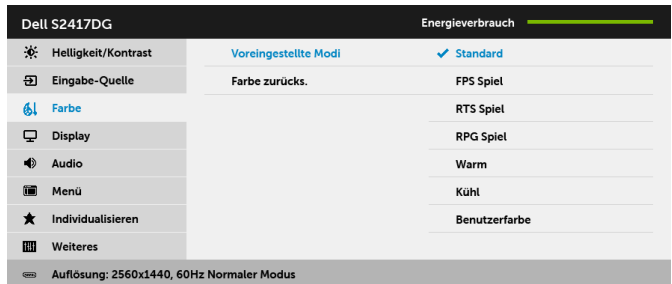 Dell S2417DG
Energieverbrauch
Helligkeit/Kontrast
Voreingestellte Modi
Standard
Eingabe-Quelle
Farbe zurücks.
FPS Spiel
Farbe
RTS Spiel
Display
RPG Spiel
Audio
Warm
Menü
Kühl
Individualisieren
Benutzerfarbe
Weiteres
Auflösung: 2560x1440, 60Hz Normaler Modus